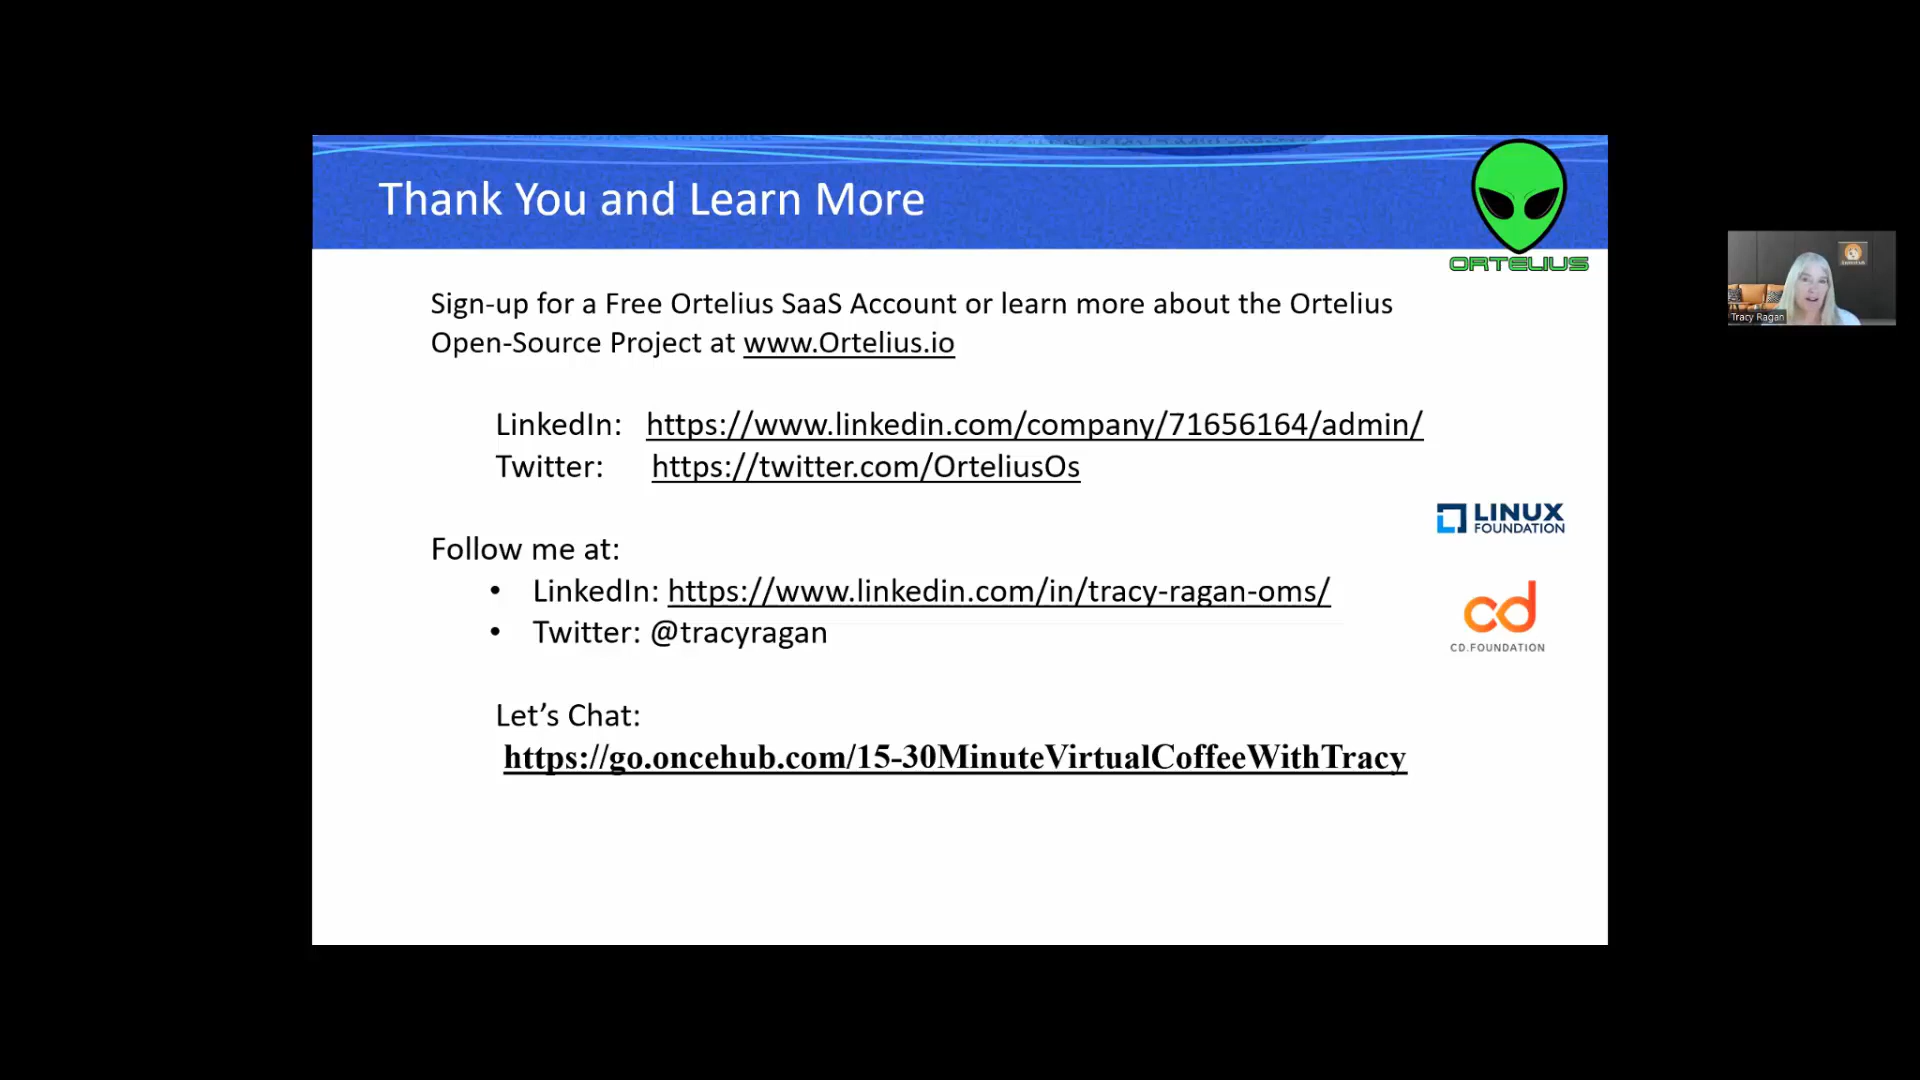 Thank You and Learn More
ORTELIUS
Sign-up for a Free Ortelius SaaS Account or learn more about the Ortelius
Open-Source Project at www.Ortelius.io
LinkedIn: https://www.linkedin.com/company/71656164/admin/
Twitter: https://twitter.com/OrteliusOs
LINUX
FOUNDATION
Follow me at:
• LinkedIn: https://www.linkedin.com/in/tracy-ragan-oms/
• Twitter: @tracyragan
cd
CD.FOUNDATION
Let’s Chat:
https://go.oncehub.com/15-30MinuteVirtualCoffeeWithTracy
Tracy Ragan